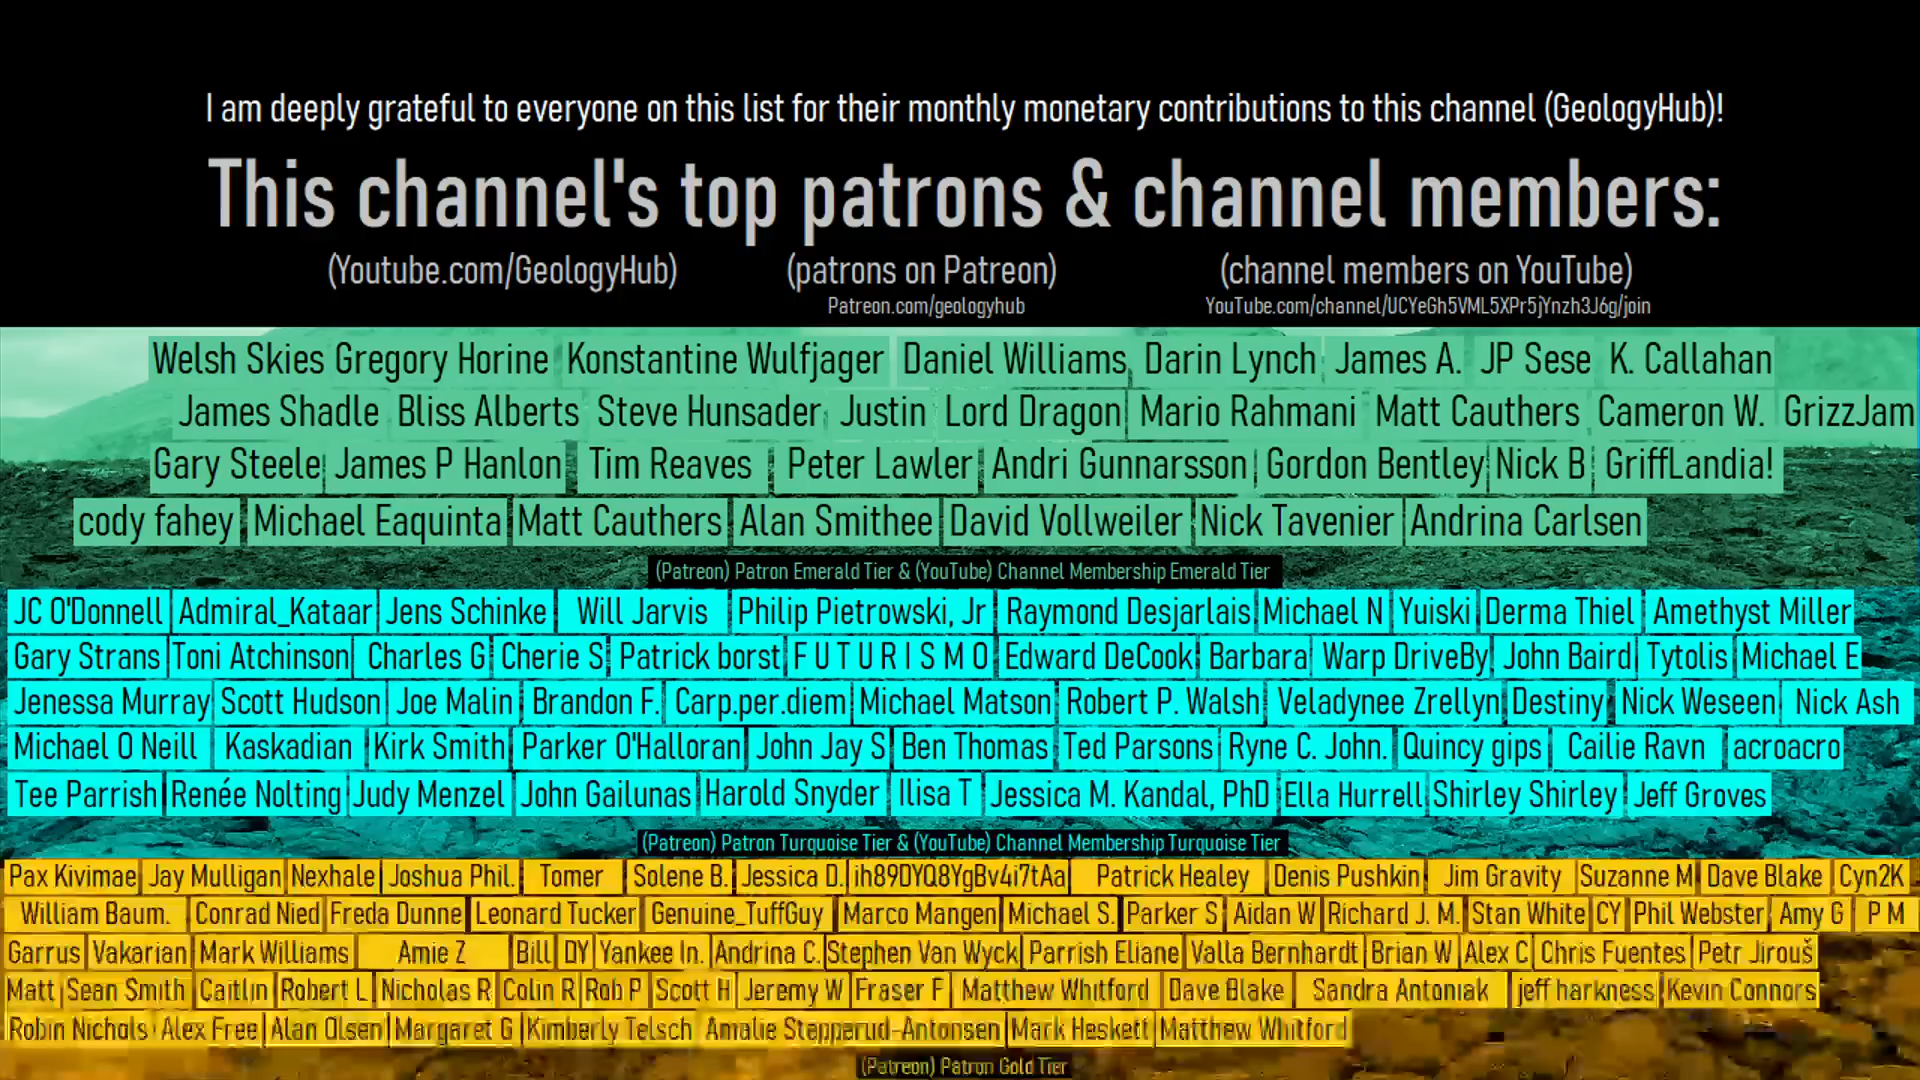 I am deeply grateful to everyone on this list for their monthly monetary contributions to this channel (GeologyHub)!
This channel's top patrons & channel members:
(Youtube.com/GeologyHub) (patrons on Patreon) (channel members on YouTube)
Patreon.com/geologyhub YouTube.com/channel/UCYeGh5VML5XPr5jYnzh3J6g/join
Welsh Skies Gregory Horine Konstantine Wulfjager Daniel Williams Darin Lynch James A. JP Sese K. Callahan
James Shadle Bliss Alberts Steve Hunsader Justin Lord Dragon Mario Rahmani Matt Cauthers Cameron W. GrizzJam
Gary Steele James P Hanlon Tim Reaves Peter Lawler Andri Gunnarsson Gordon Bentley Nick B GriffLandia!
cody fahey Michael Eaquinta Matt Cauthers Alan Smithee David Vollweiler Nick Tavenier Andrina Carlsen
(Patreon) Patron Emerald Tier & (YouTube) Channel Membership Emerald Tier
JC O'Donnell Admiral_Kataar Jens Schinke Will Jarvis Philip Pietrowski, Jr Raymond Desjarlais Michael N Yuiski Derma Thiel Amethyst Miller
Gary Strans Toni Atchinson Charles G Cherie S Patrick borst F U T U R I S M O Edward DeCook Barbara Warp DriveBy John Baird Tytolis Michael E
Jenessa Murray Scott Hudson Joe Malin Brandon F. Carp.per.diem Michael Matson Robert P. Walsh Veladynee Zrellyn Destiny Nick Weseen Nick Ash
Michael O Neill Kaskadian Kirk Smith Parker O'Halloran John Jay S Ben Thomas Ted Parsons Ryne C. John. Quincy gips Cailie Ravn acroacro
Tee Parrish Renée Nolting Judy Menzel John Gailunas Harold Snyder Ilisa T Jessica M. Kandal, PhD Ella Hurrell Shirley Shirley Jeff Groves
(Patreon) Patron Turquoise Tier & (YouTube) Channel Membership Turquoise Tier
Pax Kivimae Jay Mulligan Nexhale Joshua Phil. Tomer Solene B. Jessica D. ih89DYQ8YgBv4i7tAa Patrick Healey Denis Pushkin Jim Gravity Suzanne M Dave Blake Cyn2K
William Baum. Conrad Nied Freda Dunne Leonard Tucker Genuine_TuffGuy Marco Mangen Michael S. Parker S Aidan W Richard J. M. Stan White CY Phil Webster Amy G P M
Garrus Vakarian Mark Williams Amie Z Bill DY Yankee In. Andrina C. Stephen Van Wyck Parrish Eliane Valla Bernhardt Brian W Alex C Chris Fuentes Petr Jirouš
Matt Sean Smith Caitlin Robert L Nicholas R Colin R Rob P Scott H Jeremy W Fraser F Matthew Whitford Dave Blake Sandra Antoniak jeff harkness Kevin Connors
Robin Nichols Alex Free Alan Olsen Margaret G Kimberly Telsch Amalie Stepperud-Antonsen Mark Heskett Matthew Whitford
(Patreon) Patron Gold Tier